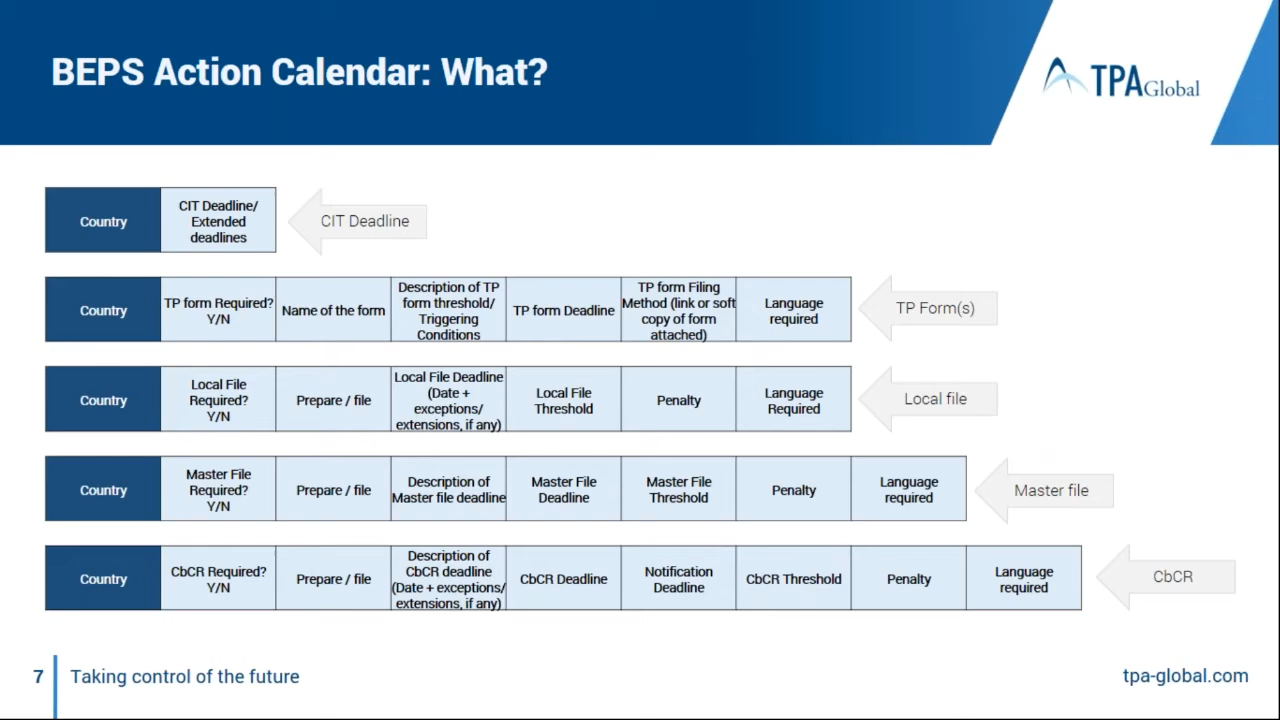 BEPS Action Calendar: What?
TPAGlobal
Country
CIT Deadline/
Extended
deadlines
CIT Deadline
Country
TP form Required?
Y/N
Name of the form
Description of TP
form threshold/
Triggering
Conditions
TP form Deadline
TP form Filing
Method (link or soft
copy of form
attached)
Language
required
TP Form(s)
Country
Local File
Required?
Y/N
Prepare / file
Local File Deadline
(Date +
exceptions/
extensions, if any)
Local File
Threshold
Penalty
Language
Required
Local file
Country
Master File
Required?
Y/N
Prepare / file
Description of
Master file deadline
Master File
Deadline
Master File
Threshold
Penalty
Language
required
Master file
Country
CbCR Required?
Y/N
Prepare / file
Description of
CbCR deadline
(Date + exceptions/
extensions, if any)
CbCR Deadline
Notification
Deadline
CbCR Threshold
Penalty
Language
required
CbCR
7
Taking control of the future
tpa-global.com